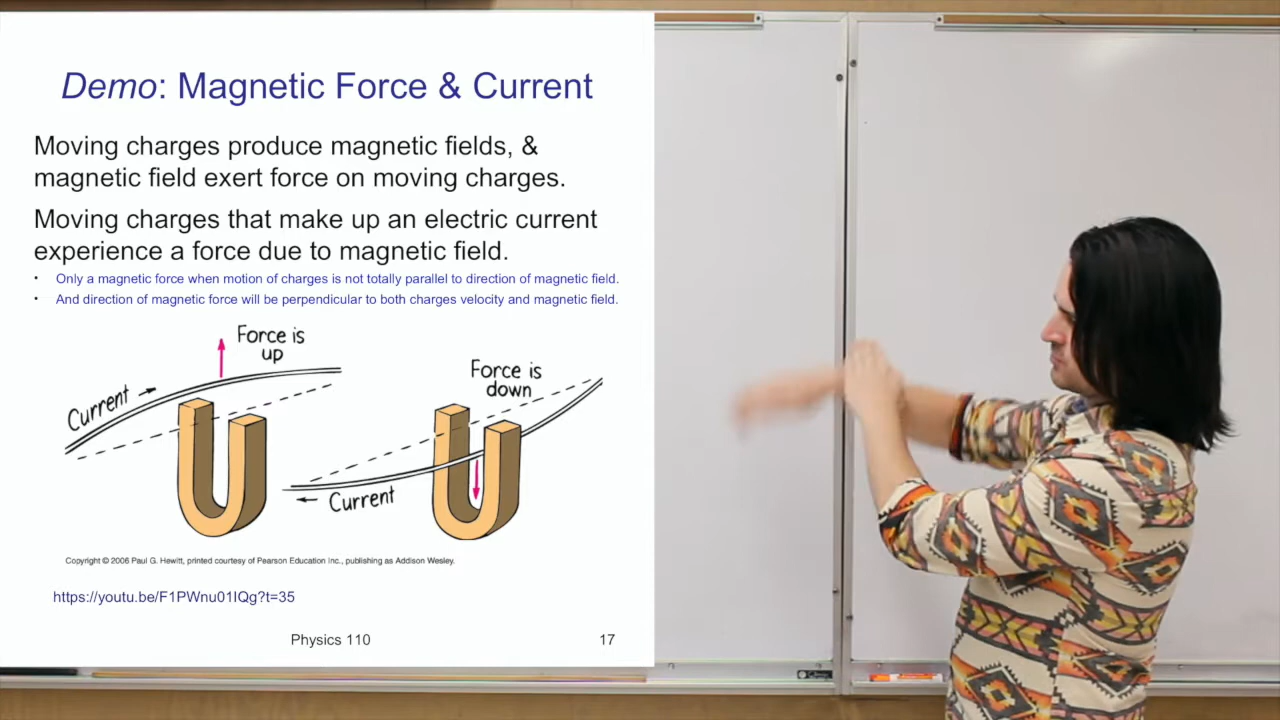 Demo: Magnetic Force & Current
Moving charges produce magnetic fields, &
magnetic field exert force on moving charges.
Moving charges that make up an electric current
experience a force due to magnetic field.
• Only a magnetic force when motion of charges is not totally parallel to direction of magnetic field.
• And direction of magnetic force will be perpendicular to both charges velocity and magnetic field.
Force is
up
Current
Force is
down
Current
Copyright © 2006 Paul G. Hewitt, printed courtesy of Pearson Education Inc., publishing as Addison Wesley.
https://youtu.be/F1PWnu01IQg?t=35
Physics 110
17